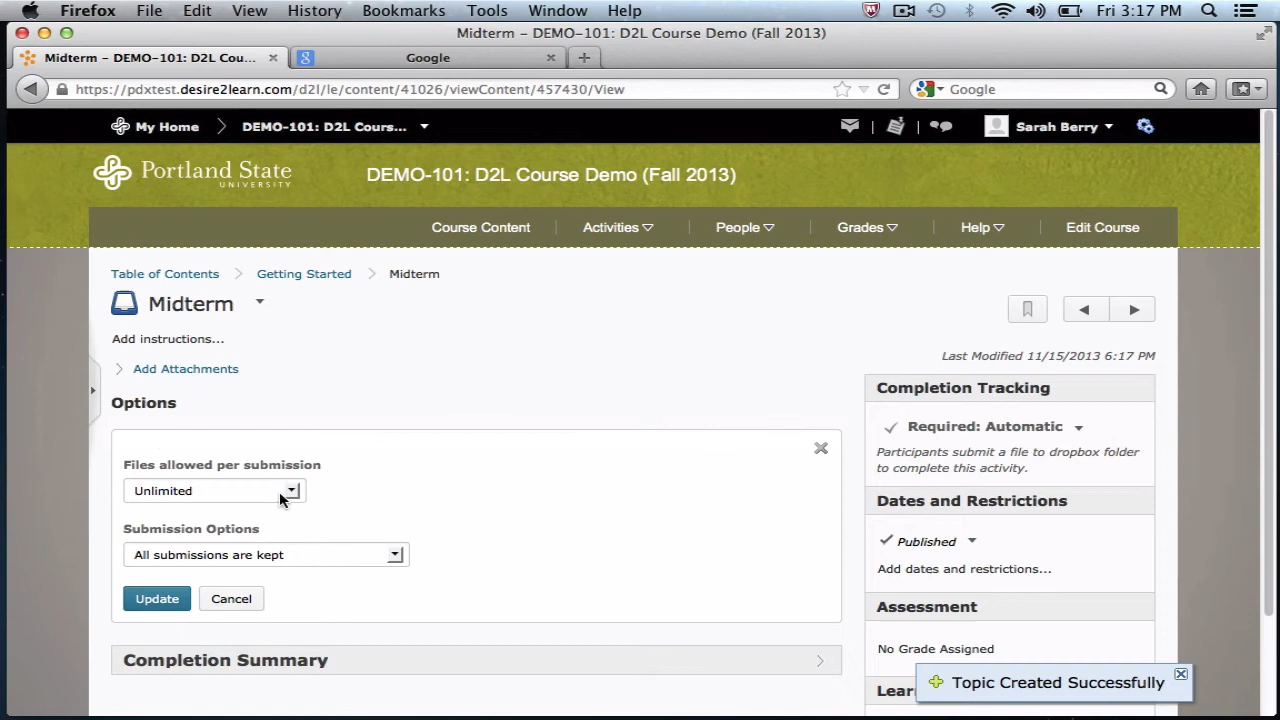 Firefox File Edit View History Bookmarks Tools Window Help Fri 3:17 PM
Midterm – DEMO-101: D2L Course Demo (Fall 2013)
Midterm – DEMO-101: D2L Cou... Google
https://pdxtest.desire2learn.com/d2l/le/content/41026/viewContent/457430/View Google
My Home DEMO-101: D2L Cours... Sarah Berry
Portland State
UNIVERSITY
DEMO-101: D2L Course Demo (Fall 2013)
Course Content Activities People Grades Help Edit Course
Table of Contents Getting Started Midterm
Midterm
Add instructions...
Last Modified 11/15/2013 6:17 PM
Add Attachments
Options
Files allowed per submission
Unlimited
Submission Options
All submissions are kept
Update Cancel
Completion Summary
Completion Tracking
Required: Automatic
Participants submit a file to dropbox folder
to complete this activity.
Dates and Restrictions
Published
Add dates and restrictions...
Assessment
No Grade Assigned
Lear
Topic Created Successfully